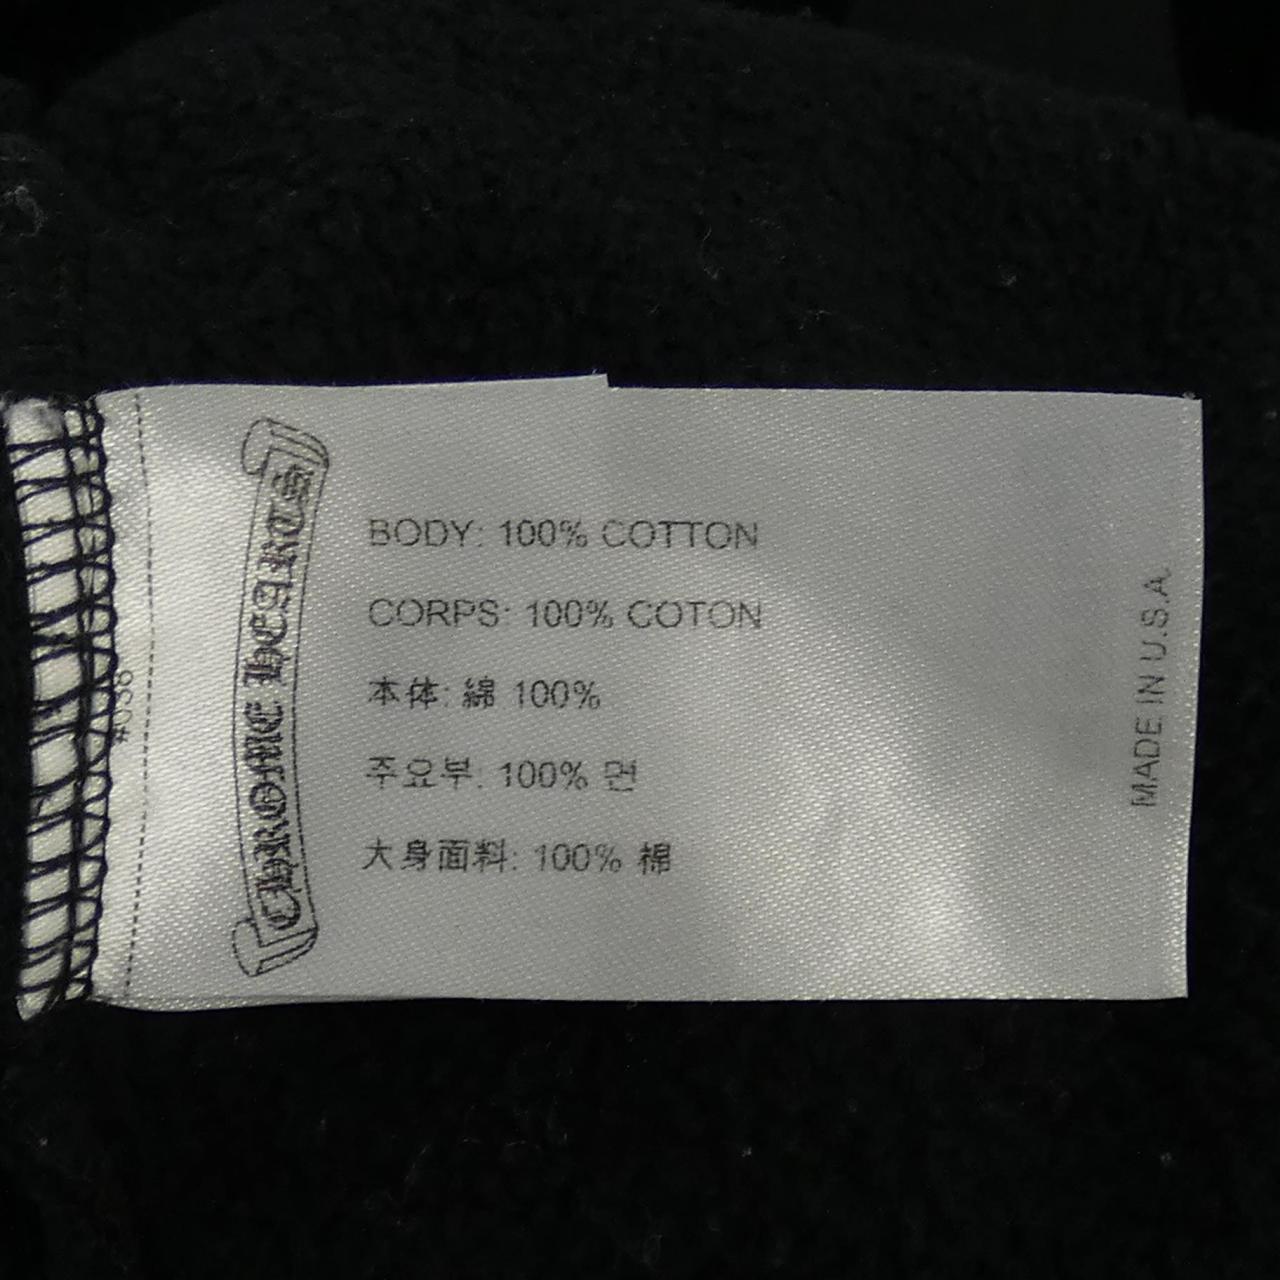 CHROME HEARTS
BODY: 100% COTTON
CORPS: 100% COTON
本体: 綿 100%
주요부: 100% 면
大身面料: 100% 棉
MADE IN U.S.A.